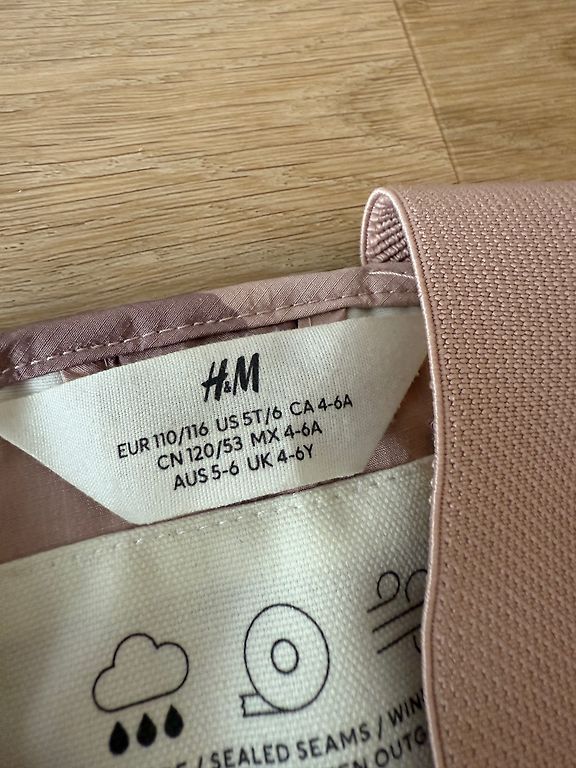 H&M
EUR 110/116 US 5T/6 CA 4-6A
CN 120/53 MX 4-6A
AUS 5-6 UK 4-6Y
/ SEALED SEAMS /